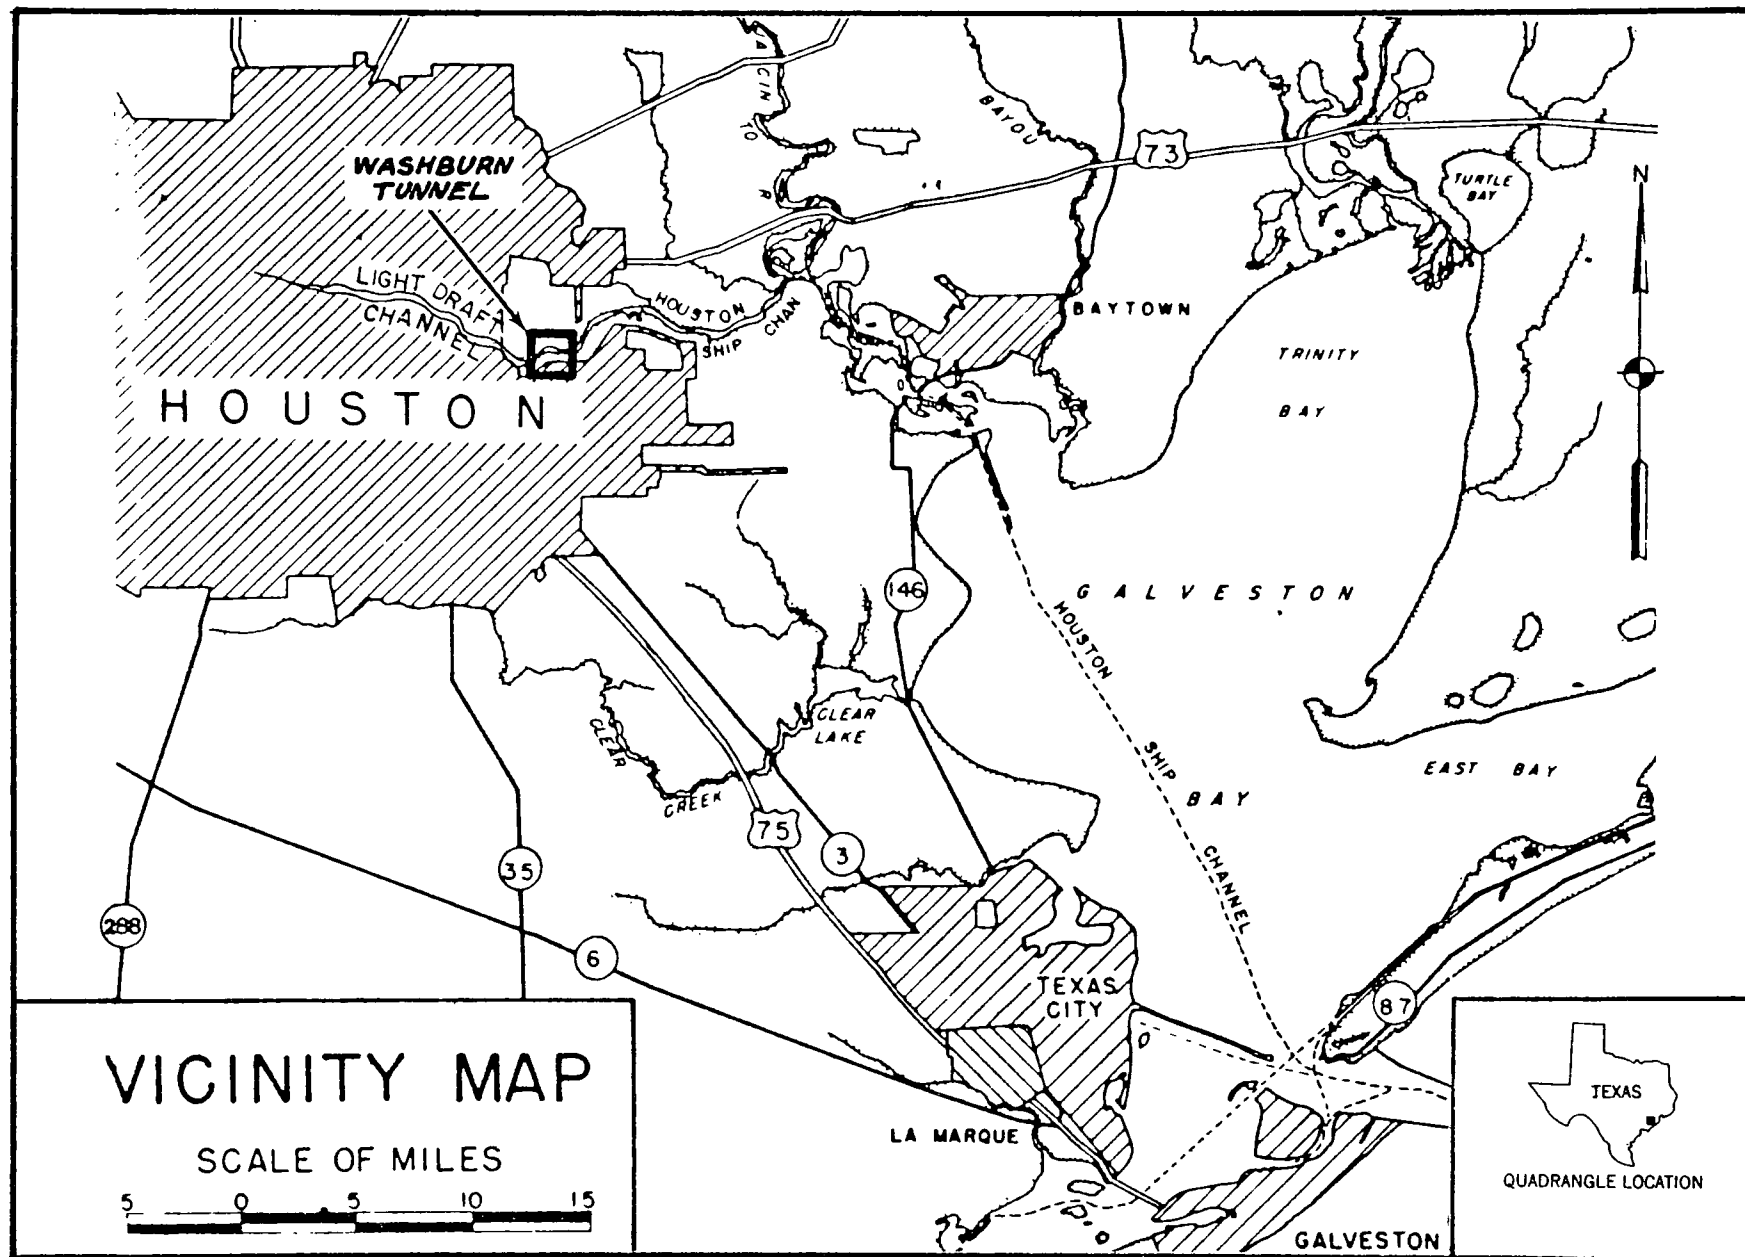 JACINTO R
BAYOU
73
WASHBURN
TUNNEL
TURTLE
BAY
N
LIGHT DRAFT
CHANNEL
HOUSTON
SHIP CHAN
BAYTOWN
TRINITY
BAY
HOUSTON
146
GALVESTON
BAY
HOUSTON
SHIP
CHANNEL
CLEAR
LAKE
CLEAR
CREEK
EAST BAY
75
3
35
288
6
TEXAS
CITY
87
LA MARQUE
GALVESTON
VICINITY MAP
SCALE OF MILES
5 0 5 10 15
TEXAS
QUADRANGLE LOCATION